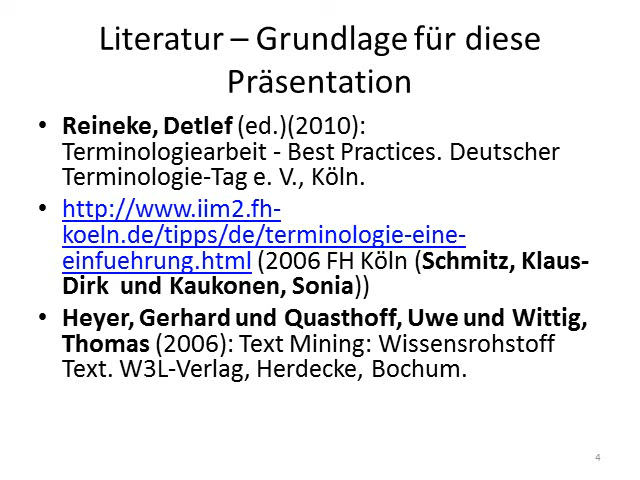 Literatur – Grundlage für diese
Präsentation
• Reineke, Detlef (ed.)(2010):
Terminologiearbeit - Best Practices. Deutscher
Terminologie-Tag e. V., Köln.
• http://www.iim2.fh-
koeln.de/tipps/de/terminologie-eine-
einfuehrung.html (2006 FH Köln (Schmitz, Klaus-
Dirk und Kaukonen, Sonia))
• Heyer, Gerhard und Quasthoff, Uwe und Wittig,
Thomas (2006): Text Mining: Wissensrohstoff
Text. W3L-Verlag, Herdecke, Bochum.
4